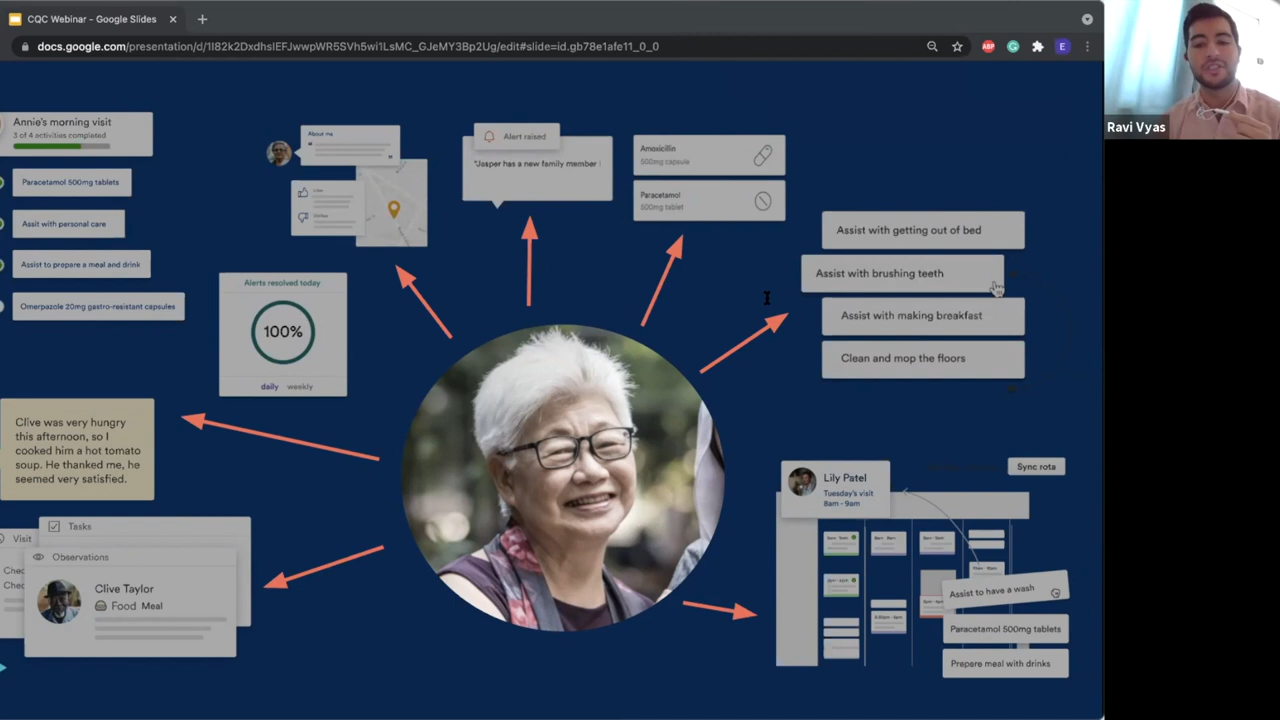 CQC Webinar - Google Slides
docs.google.com/presentation/d/1I82k2DxdhsIEFJwwpWR5SVh5wi1LsMC_GJeMY3Bp2Ug/edit#slide=id.gb78e1afe11_0_0
ABP
E
Ravi Vyas
Annie's morning visit
3 of 4 activities completed
Paracetamol 500mg tablets
Assit with personal care
Assist to prepare a meal and drink
Omerpazole 20mg gastro-resistant capsules
About me
Likes
Dislikes
Alert raised
"Jasper has a new family member
Amoxicillin
500mg capsule
Paracetamol
500mg tablet
Assist with getting out of bed
Assist with brushing teeth
Assist with making breakfast
Clean and mop the floors
Alerts resolved today
100%
daily weekly
Clive was very hungry
this afternoon, so I
cooked him a hot tomato
soup. He thanked me, he
seemed very satisfied.
Tasks
Visit
Observations
Clive Taylor
Food Meal
Sync rota
Lily Patel
Tuesday's visit
8am - 9am
Assist to have a wash
Paracetamol 500mg tablets
Prepare meal with drinks